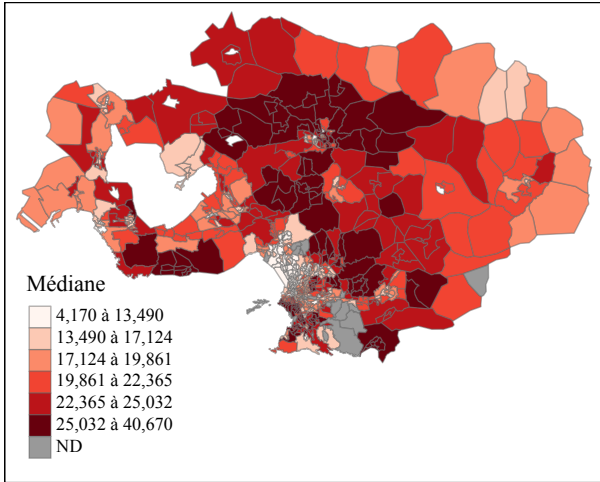 Médiane
4,170 à 13,490
13,490 à 17,124
17,124 à 19,861
19,861 à 22,365
22,365 à 25,032
25,032 à 40,670
ND